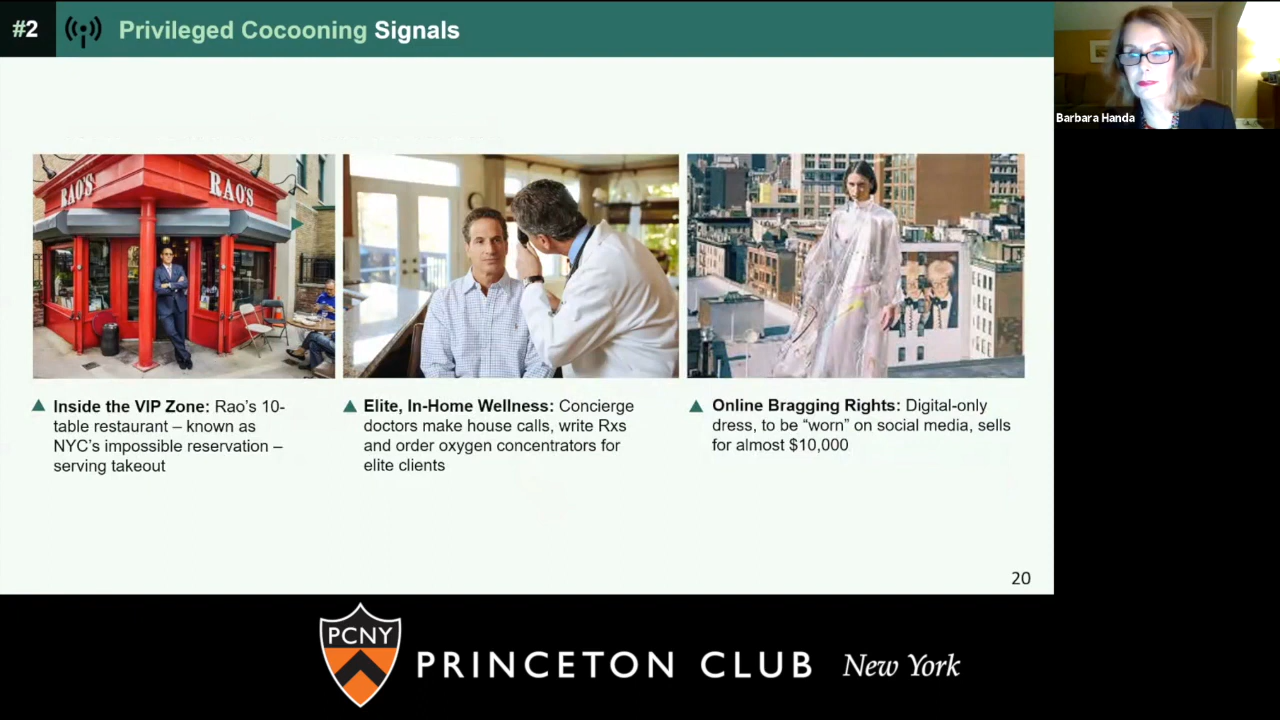 #2
Privileged Cocooning Signals
Barbara Handa
RAO'S
RAO'S
Inside the VIP Zone: Rao's 10-
table restaurant – known as
NYC's impossible reservation –
serving takeout
Elite, In-Home Wellness: Concierge
doctors make house calls, write Rxs
and order oxygen concentrators for
elite clients
Online Bragging Rights: Digital-only
dress, to be “worn” on social media, sells
for almost $10,000
20
PCNY
PRINCETON CLUB New York